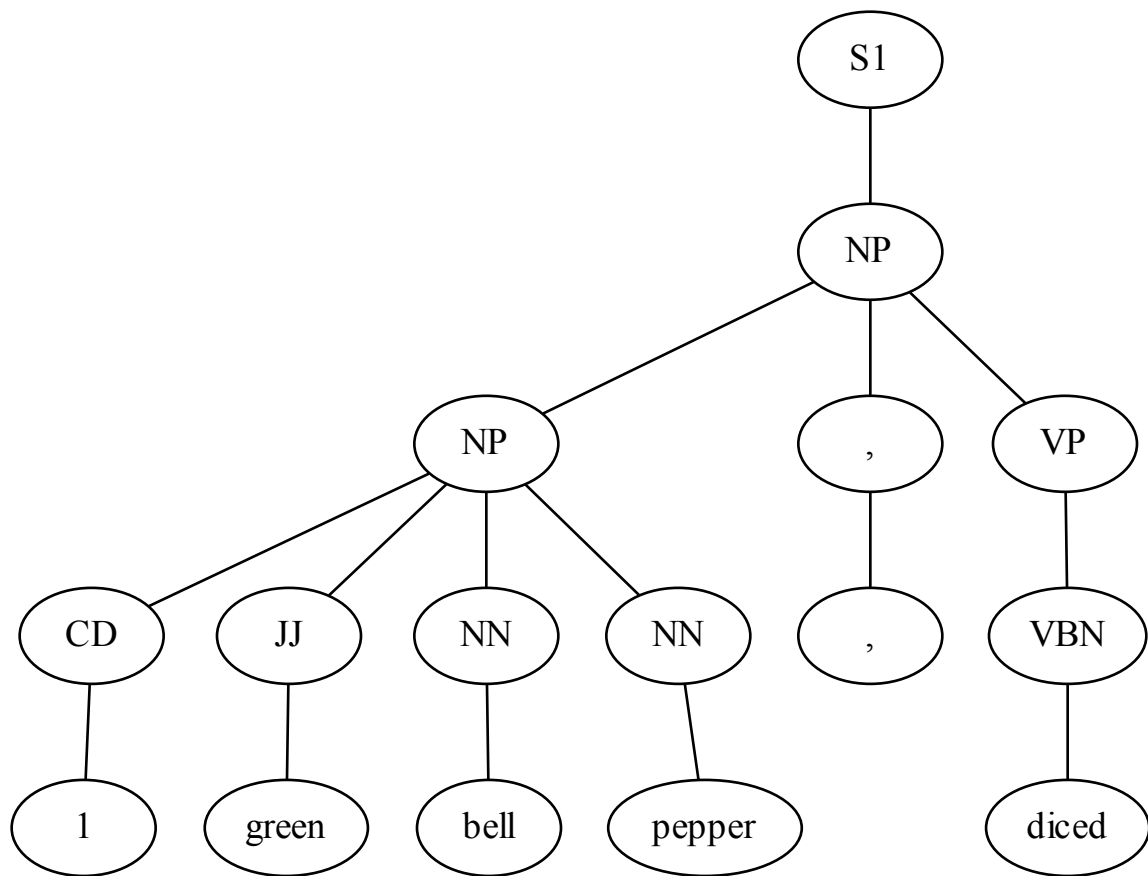 S1
NP
NP , VP
CD JJ NN NN , VBN
1 green bell pepper diced